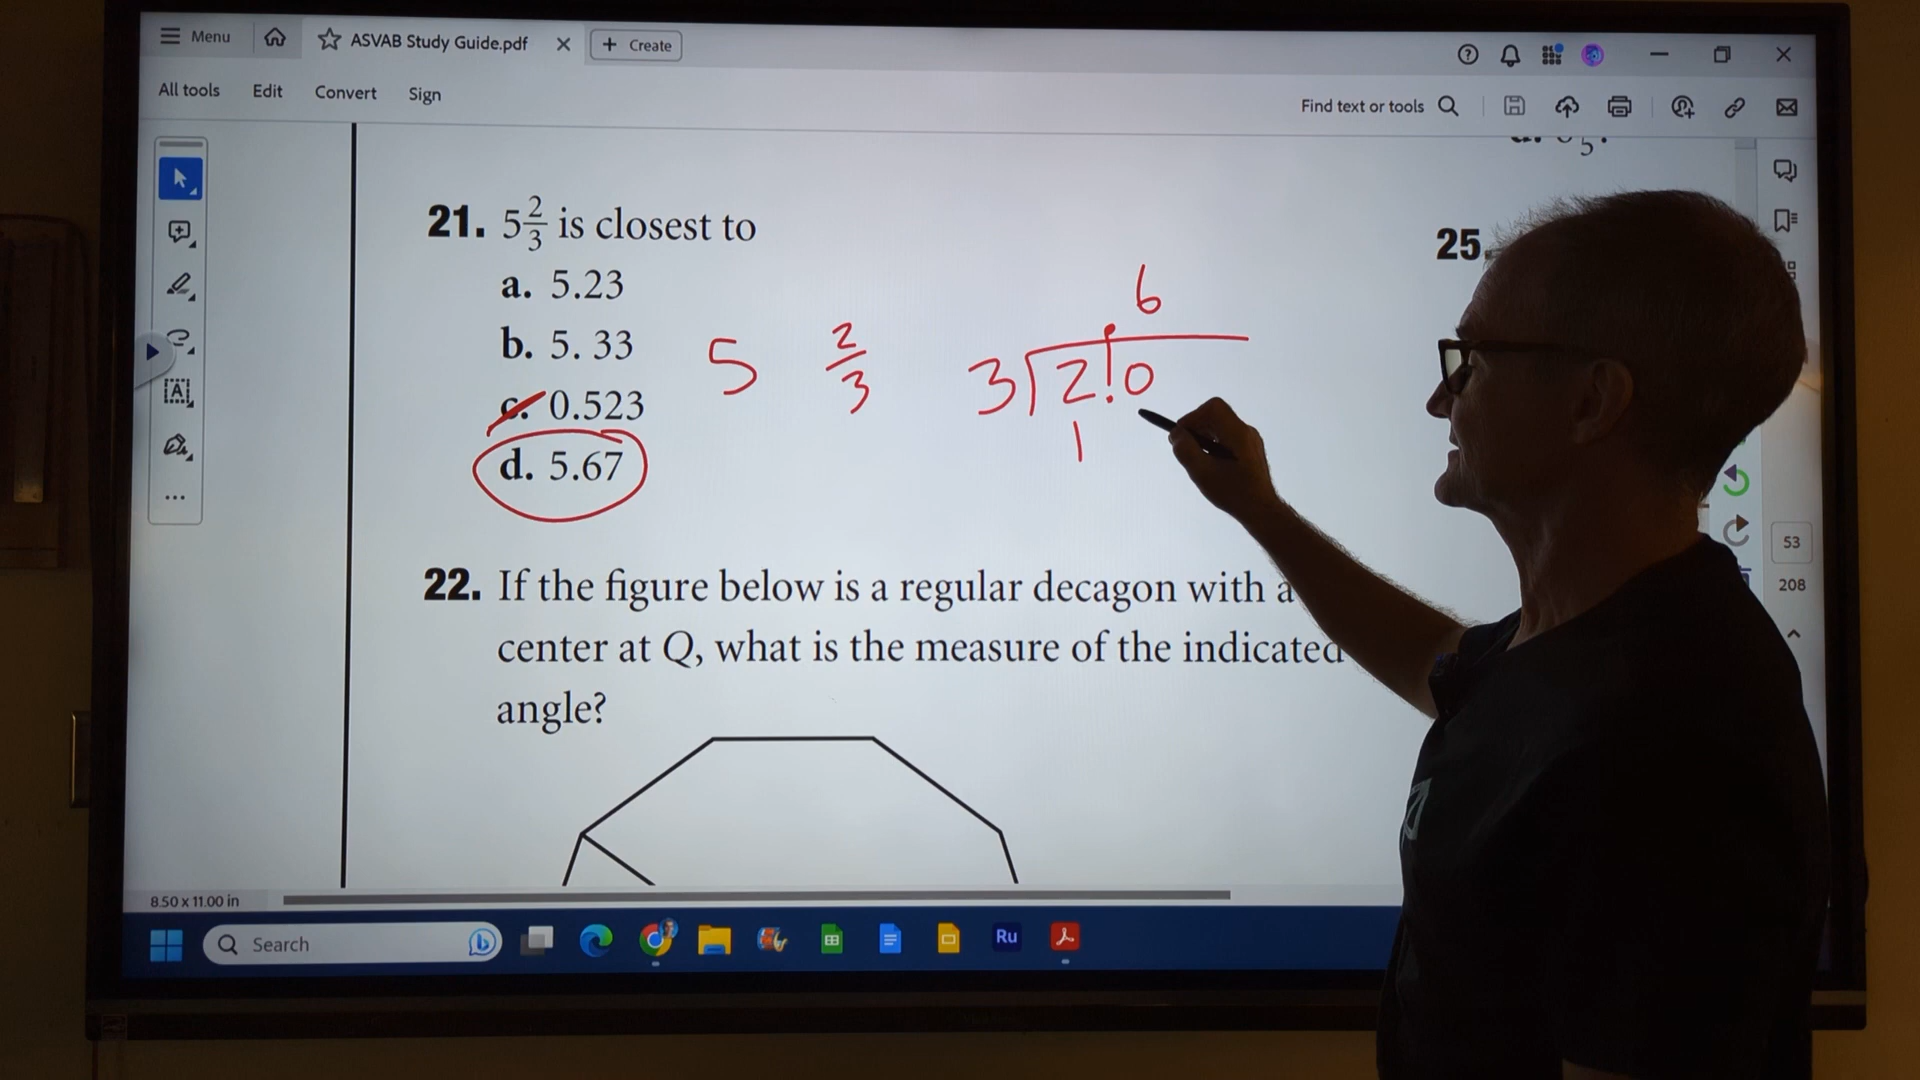 Menu
ASVAB Study Guide.pdf
+ Create
All tools
Edit
Convert
Sign
Find text or tools
5.
21. 5 2/3 is closest to
a. 5.23
b. 5. 33
c. 0.523
d. 5.67
5 2/3
6
3 2.0
1
22. If the figure below is a regular decagon with a
center at Q, what is the measure of the indicated
angle?
25.
53
208
8.50 x 11.00 in
Search
Ru